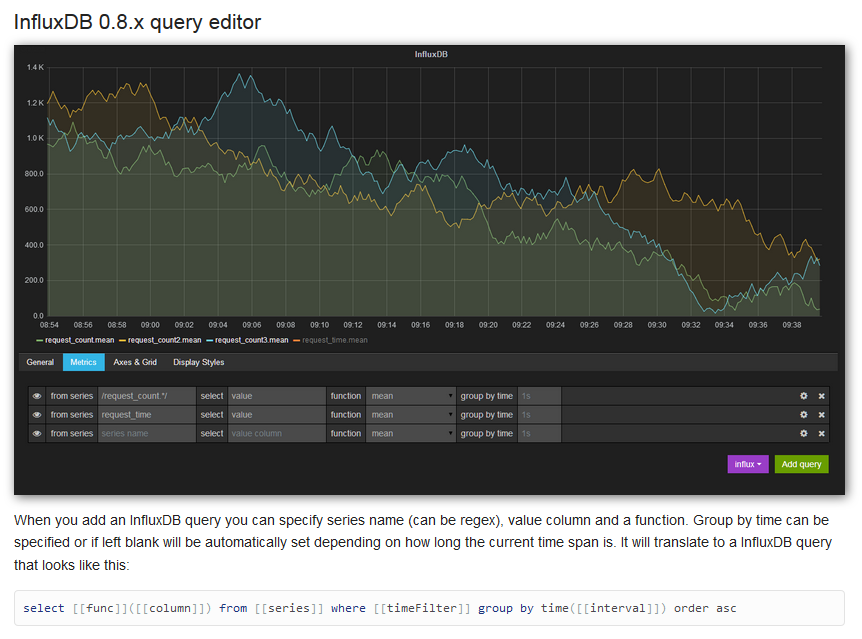 InfluxDB 0.8.x query editor
InfluxDB
1.4 K
1.2 K
1.0 K
800.0
600.0
400.0
200.0
0.0
08:54 08:56 08:58 09:00 09:02 09:04 09:06 09:08 09:10 09:12 09:14 09:16 09:18 09:20 09:22 09:24 09:26 09:28 09:30 09:32 09:34 09:36 09:38
request_count.mean request_count2.mean request_count3.mean request_time.mean
General Metrics Axes & Grid Display Styles
from series /request_count.*/ select value function mean group by time 1s
from series request_time select value function mean group by time 1s
from series series name select value column function mean group by time 1s
influx Add query
When you add an InfluxDB query you can specify series name (can be regex), value column and a function. Group by time can be
specified or if left blank will be automatically set depending on how long the current time span is. It will translate to a InfluxDB query
that looks like this:
select [[func]]([[column]]) from [[series]] where [[timeFilter]] group by time([[interval]]) order asc